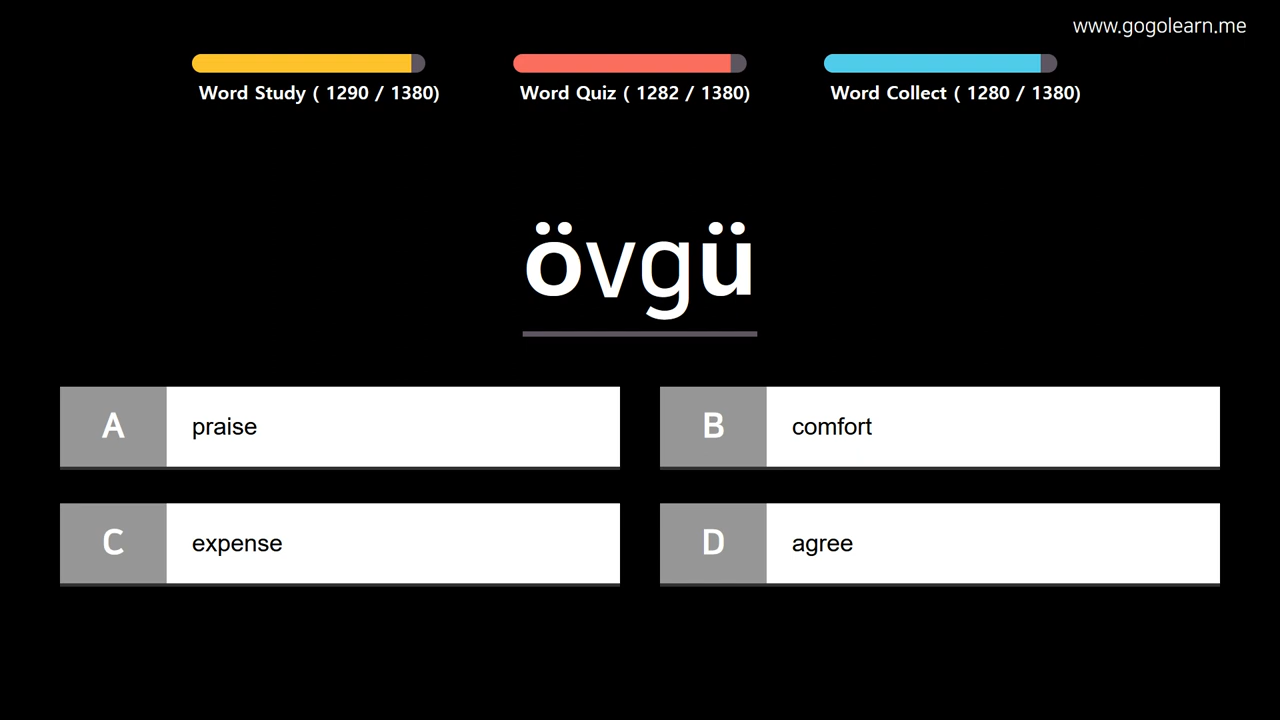 www.gogolearn.me
Word Study ( 1290 / 1380)
Word Quiz ( 1282 / 1380)
Word Collect ( 1280 / 1380)
övgü
A praise
B comfort
C expense
D agree